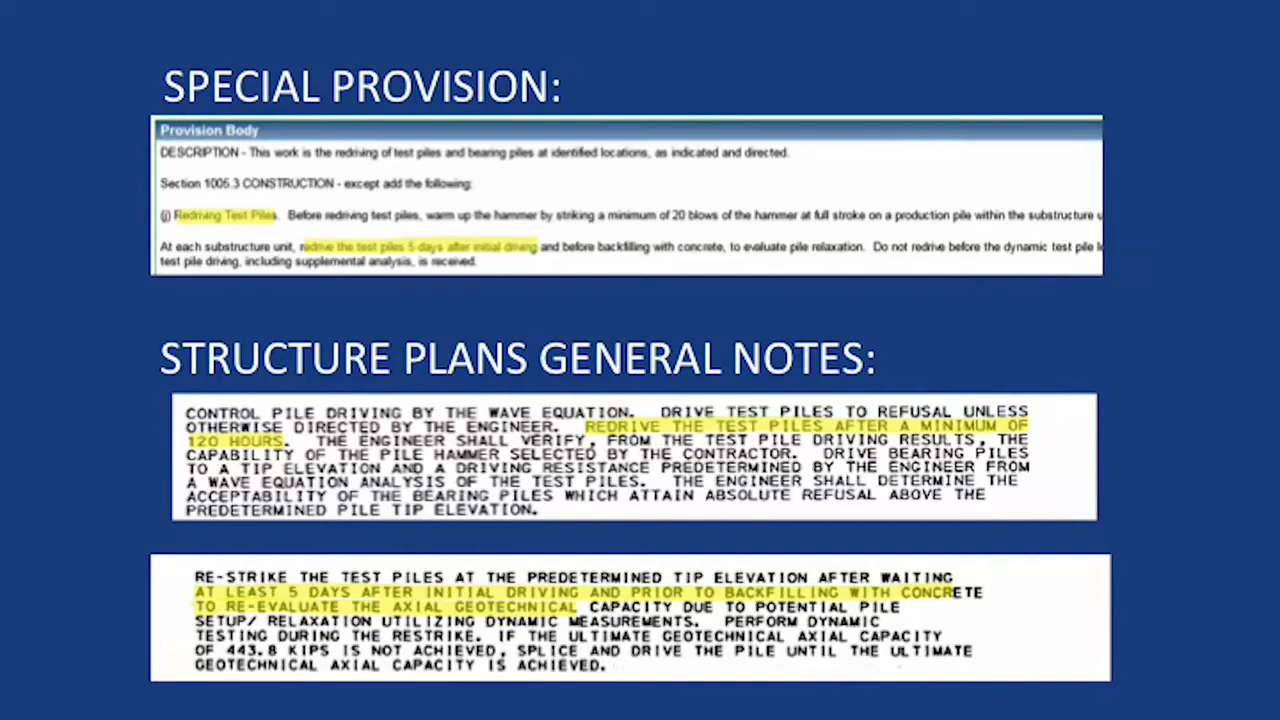 SPECIAL PROVISION:
Provision Body
DESCRIPTION - This work is the redriving of test piles and bearing piles at identified locations, as indicated and directed.
Section 1005.3 CONSTRUCTION - except add the following:
(j) Redriving Test Piles. Before redriving test piles, warm up the hammer by striking a minimum of 20 blows of the hammer at full stroke on a production pile within the substructure u
At each substructure unit, redrive the test piles 5 days after initial driving and before backfilling with concrete, to evaluate pile relaxation. Do not redrive before the dynamic test pile l
test pile driving, including supplemental analysis, is received.
STRUCTURE PLANS GENERAL NOTES:
CONTROL PILE DRIVING BY THE WAVE EQUATION. DRIVE TEST PILES TO REFUSAL UNLESS
OTHERWISE DIRECTED BY THE ENGINEER. REDRIVE THE TEST PILES AFTER A MINIMUM OF
120 HOURS. THE ENGINEER SHALL VERIFY, FROM THE TEST PILE DRIVING RESULTS, THE
CAPABILITY OF THE PILE HAMMER SELECTED BY THE CONTRACTOR. DRIVE BEARING PILES
TO A TIP ELEVATION AND A DRIVING RESISTANCE PREDETERMINED BY THE ENGINEER FROM
A WAVE EQUATION ANALYSIS OF THE TEST PILES. THE ENGINEER SHALL DETERMINE THE
ACCEPTABILITY OF THE BEARING PILES WHICH ATTAIN ABSOLUTE REFUSAL ABOVE THE
PREDETERMINED PILE TIP ELEVATION.
RE-STRIKE THE TEST PILES AT THE PREDETERMINED TIP ELEVATION AFTER WAITING
AT LEAST 5 DAYS AFTER INITIAL DRIVING AND PRIOR TO BACKFILLING WITH CONCRETE
TO RE-EVALUATE THE AXIAL GEOTECHNICAL CAPACITY DUE TO POTENTIAL PILE
SETUP/ RELAXATION UTILIZING DYNAMIC MEASUREMENTS. PERFORM DYNAMIC
TESTING DURING THE RESTRIKE. IF THE ULTIMATE GEOTECHNICAL AXIAL CAPACITY
OF 443.8 KIPS IS NOT ACHIEVED, SPLICE AND DRIVE THE PILE UNTIL THE ULTIMATE
GEOTECHNICAL AXIAL CAPACITY IS ACHIEVED.